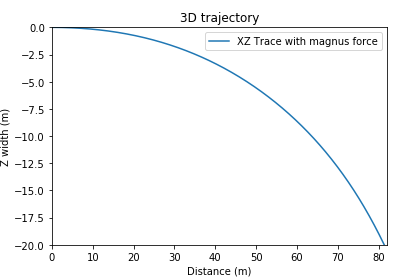 3D trajectory
XZ Trace with magnus force
Z width (m)
0.0
−2.5
−5.0
−7.5
−10.0
−12.5
−15.0
−17.5
−20.0
0 10 20 30 40 50 60 70 80
Distance (m)